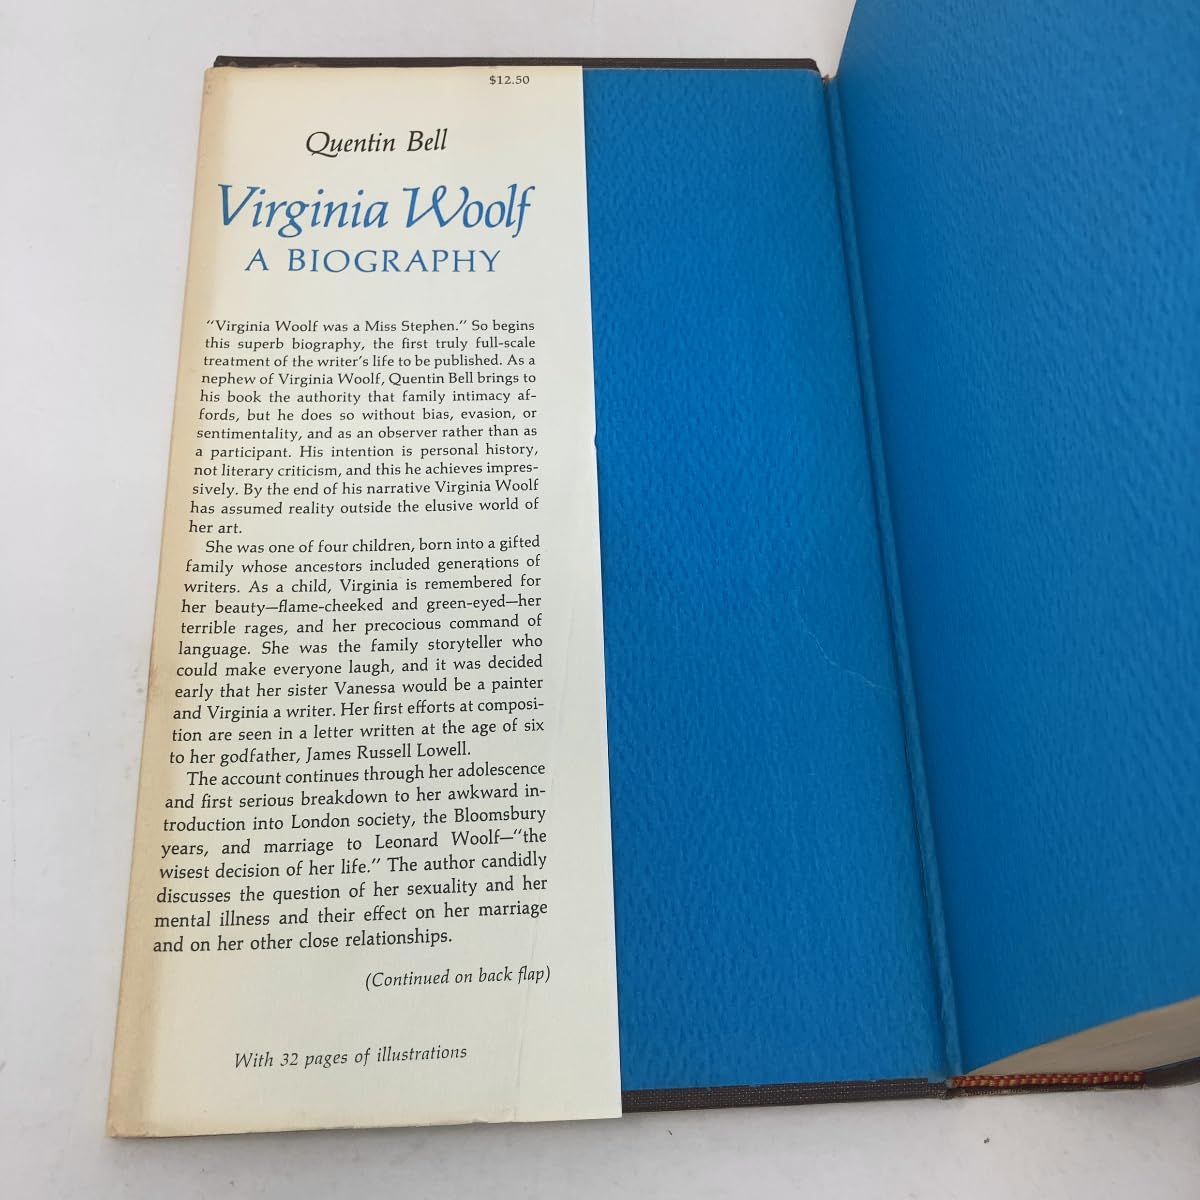 $12.50
Quentin Bell
Virginia Woolf
A BIOGRAPHY
“Virginia Woolf was a Miss Stephen.” So begins
this superb biography, the first truly full-scale
treatment of the writer's life to be published. As a
nephew of Virginia Woolf, Quentin Bell brings to
his book the authority that family intimacy af-
fords, but he does so without bias, evasion, or
sentimentality, and as an observer rather than as
a participant. His intention is personal history,
not literary criticism, and this he achieves impres-
sively. By the end of his narrative Virginia Woolf
has assumed reality outside the elusive world of
her art.
She was one of four children, born into a gifted
family whose ancestors included generations of
writers. As a child, Virginia is remembered for
her beauty—flame-cheeked and green-eyed—her
terrible rages, and her precocious command of
language. She was the family storyteller who
could make everyone laugh, and it was decided
early that her sister Vanessa would be a painter
and Virginia a writer. Her first efforts at composi-
tion are seen in a letter written at the age of six
to her godfather, James Russell Lowell.
The account continues through her adolescence
and first serious breakdown to her awkward in-
troduction into London society, the Bloomsbury
years, and marriage to Leonard Woolf—“the
wisest decision of her life.” The author candidly
discusses the question of her sexuality and her
mental illness and their effect on her marriage
and on her other close relationships.
(Continued on back flap)
With 32 pages of illustrations